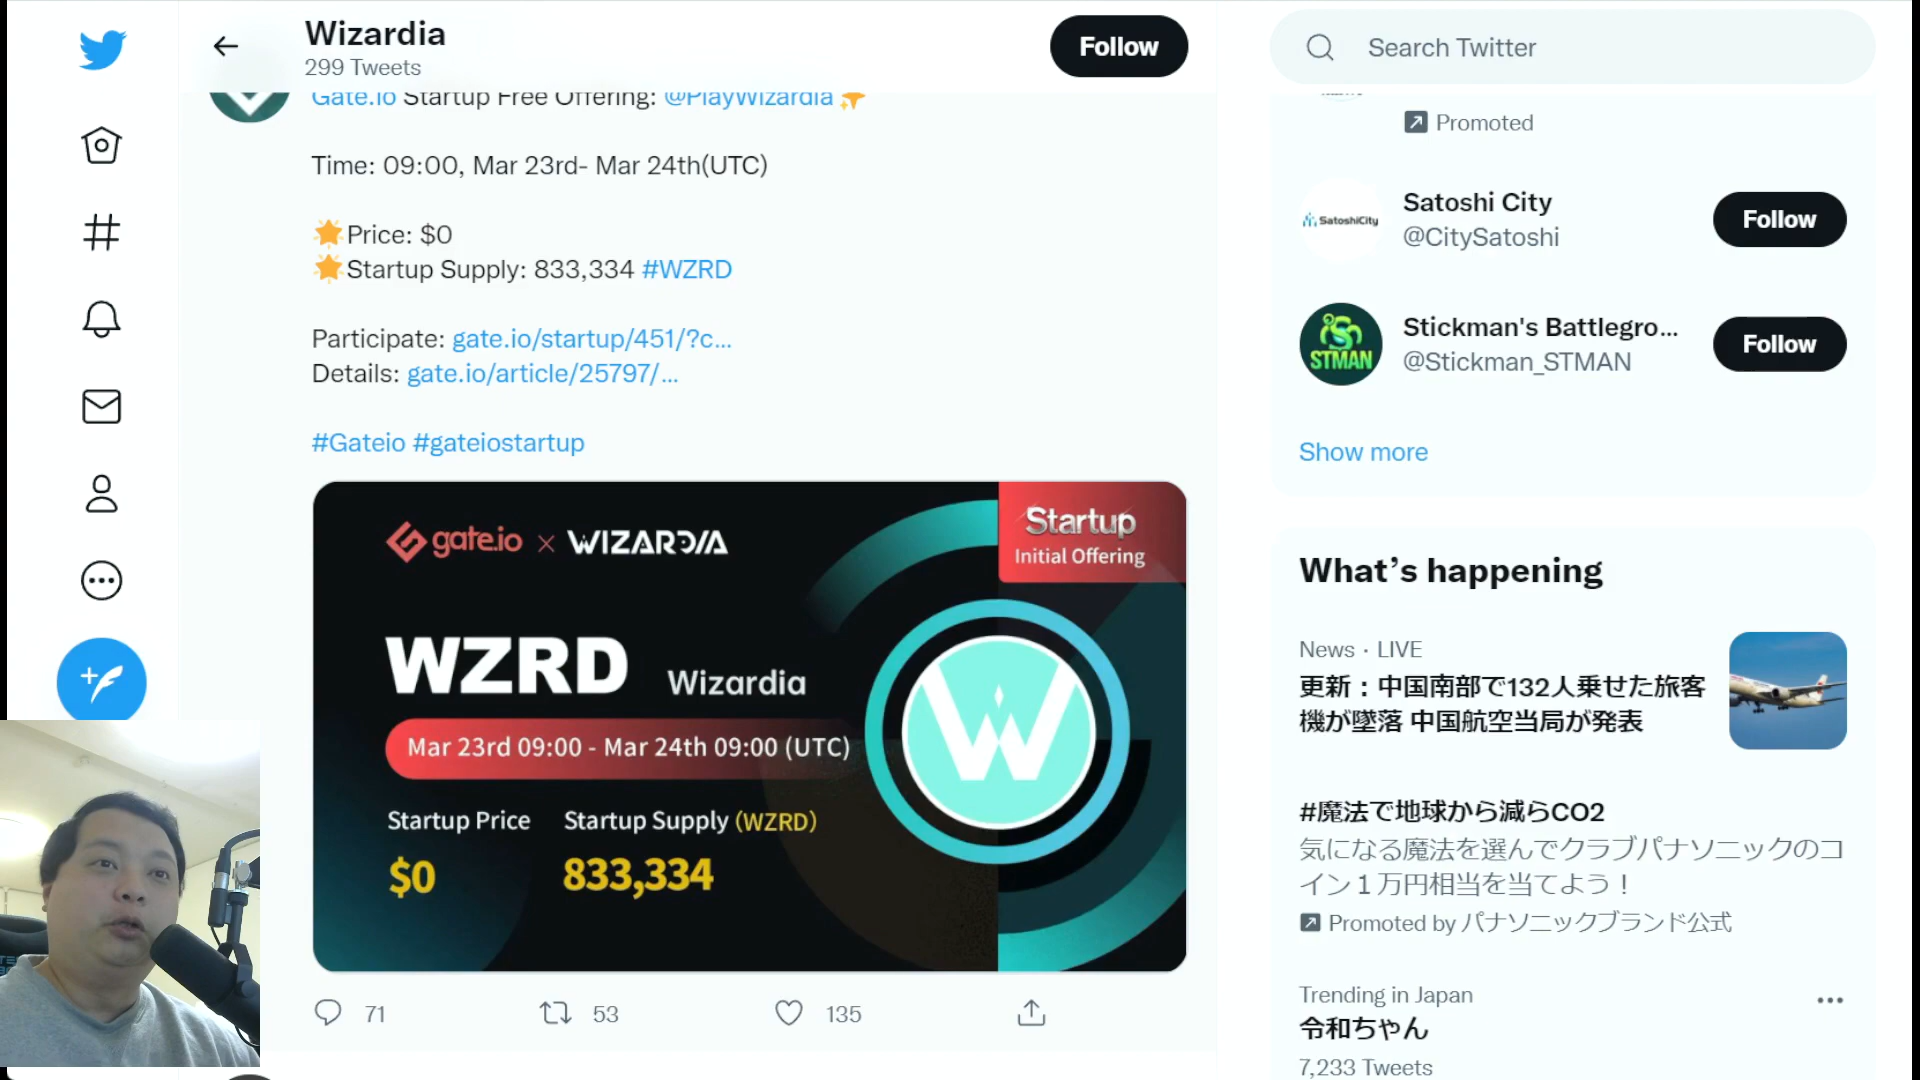 Wizardia
299 Tweets
Follow
Search Twitter
Gate.io Startup Free Offering: @PlayWizardia
Time: 09:00, Mar 23rd- Mar 24th(UTC)
Price: $0
Startup Supply: 833,334 #WZRD
Participate: gate.io/startup/451/?c...
Details: gate.io/article/25797/...
#Gateio #gateiostartup
gate.io × WIZARDIA
Startup
Initial Offering
WZRD Wizardia
Mar 23rd 09:00 - Mar 24th 09:00 (UTC)
Startup Price Startup Supply (WZRD)
$0 833,334
71 53 135
Promoted
SatoshiCity
Satoshi City
@CitySatoshi
Follow
STMAN
Stickman's Battlegro...
@Stickman_STMAN
Follow
Show more
What's happening
News · LIVE
更新：中国南部で132人乗せた旅客
機が墜落 中国航空当局が発表
#魔法で地球から減らCO2
気になる魔法を選んでクラブパナソニックのコ
イン１万円相当を当てよう！
Promoted by パナソニックブランド公式
Trending in Japan
令和ちゃん
7,233 Tweets